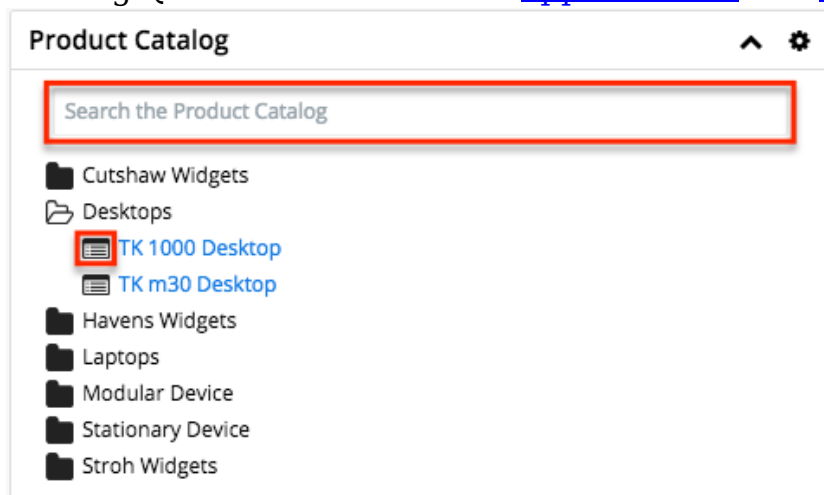 Product Catalog
Search the Product Catalog
Cutshaw Widgets
Desktops
TK 1000 Desktop
TK m30 Desktop
Havens Widgets
Laptops
Modular Device
Stationary Device
Stroh Widgets